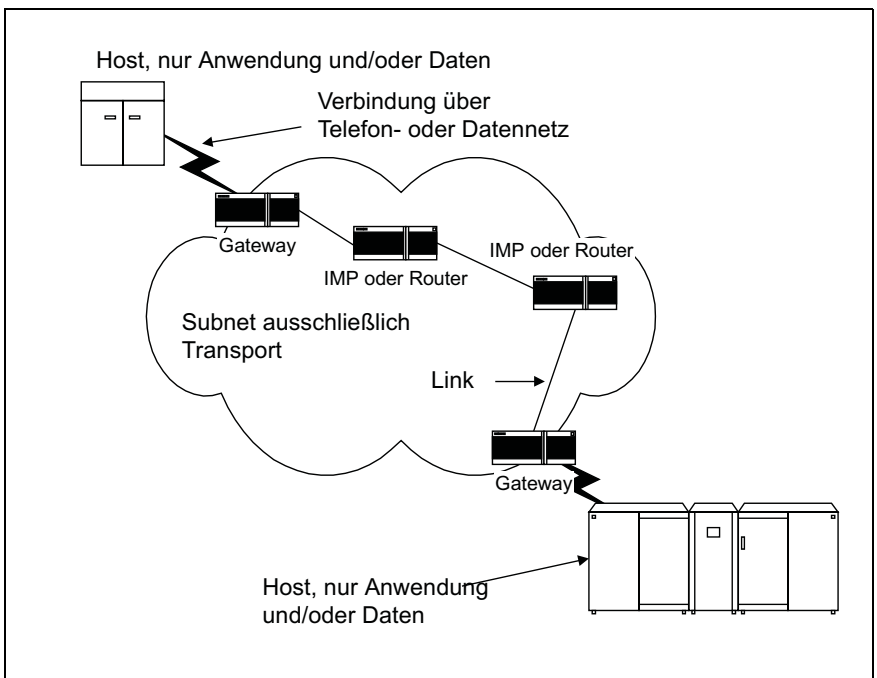 Host, nur Anwendung und/oder Daten
Verbindung über
Telefon- oder Datennetz
Gateway
IMP oder Router
IMP oder Router
Subnet ausschließlich
Transport
Link
Gateway
Host, nur Anwendung
und/oder Daten